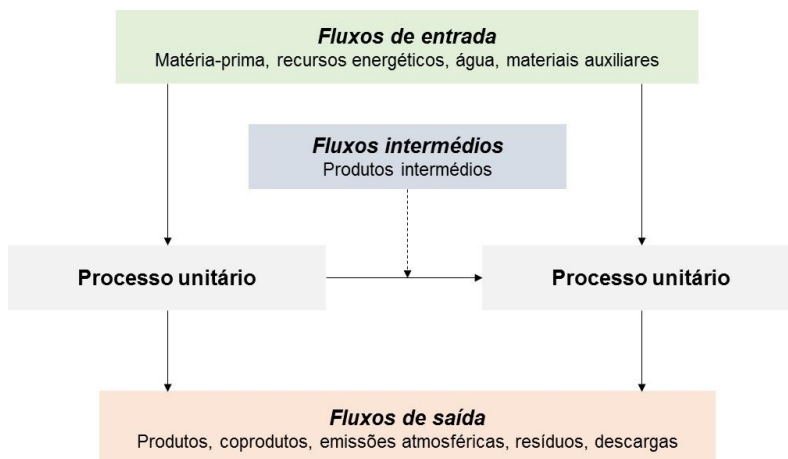 Fluxos de entrada
Matéria-prima, recursos energéticos, água, materiais auxiliares
Fluxos intermédios
Produtos intermédios
Processo unitário
Processo unitário
Fluxos de saída
Produtos, coprodutos, emissões atmosféricas, resíduos, descargas